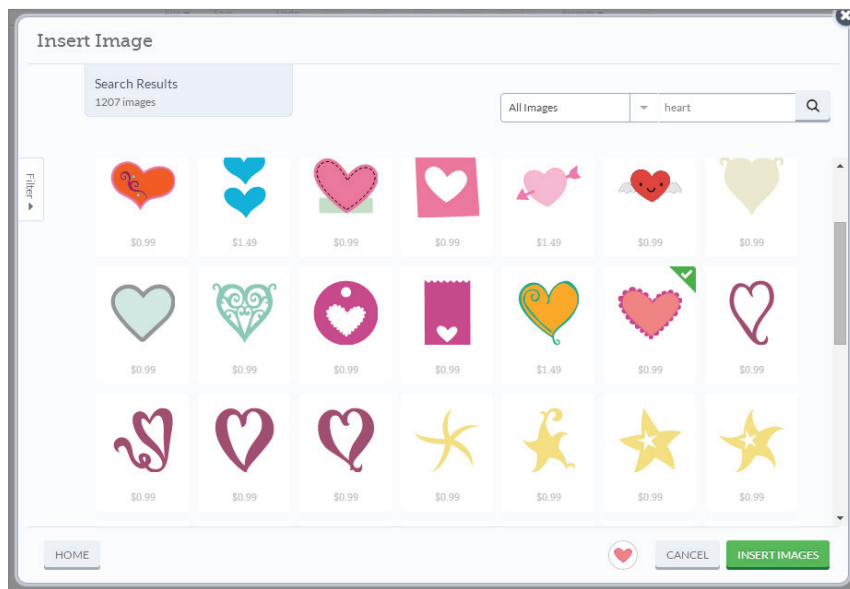 Insert Image
Search Results
1207 images
All Images
heart
Filter
$0.99 $1.49 $0.99 $0.99 $1.49 $0.99 $0.99
$0.99 $0.99 $0.99 $0.99 $1.49 $0.99 $0.99
$0.99 $0.99 $0.99 $0.99 $0.99 $0.99 $0.99
HOME
CANCEL
INSERT IMAGES